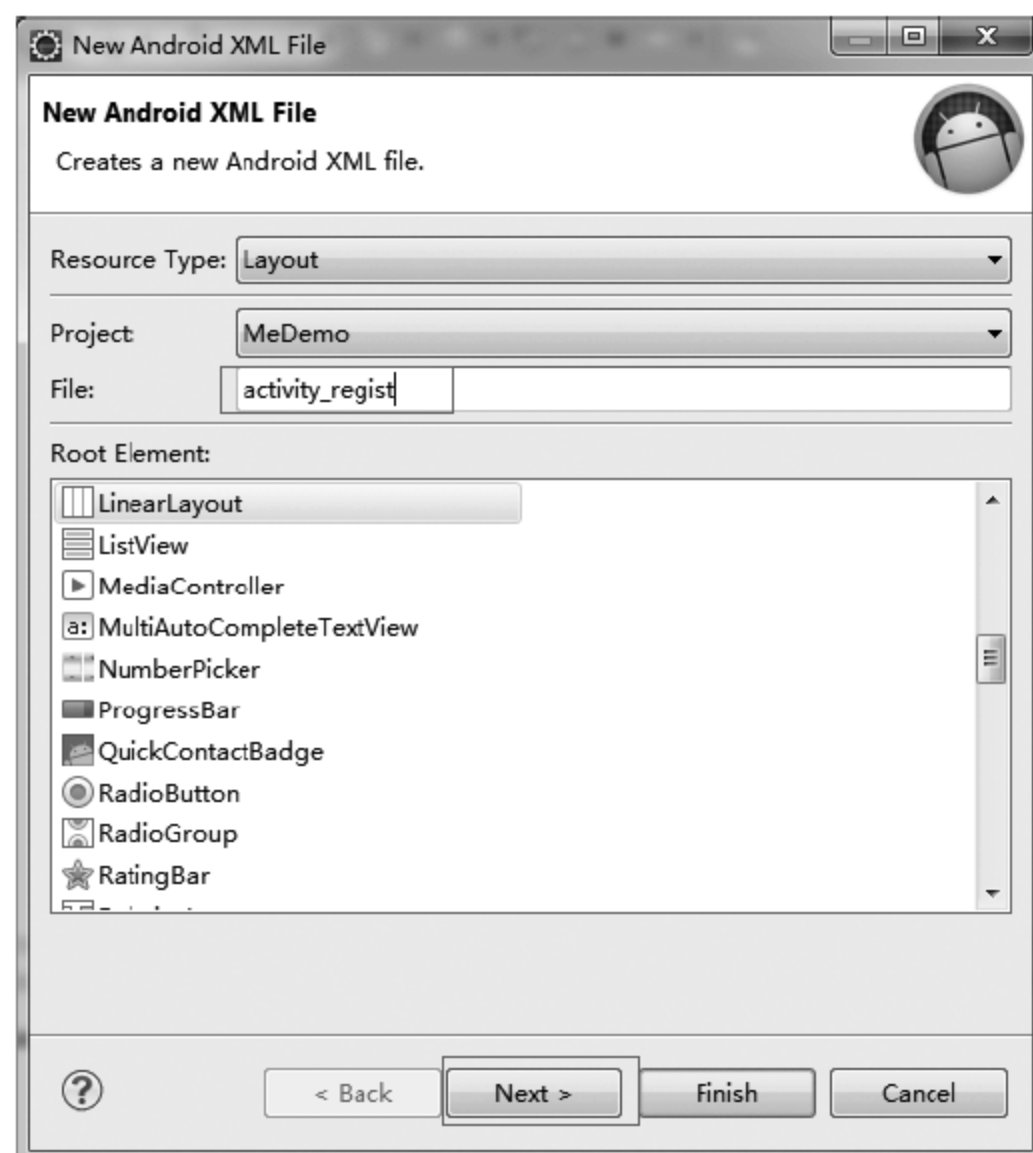 New Android XML File
New Android XML File
Creates a new Android XML file.
Resource Type: Layout
Project: MeDemo
File: activity_regist
Root Element:
LinearLayout
ListView
MediaController
a: MultiAutoCompleteTextView
NumberPicker
ProgressBar
QuickContactBadge
RadioButton
RadioGroup
RatingBar
? < Back Next > Finish Cancel